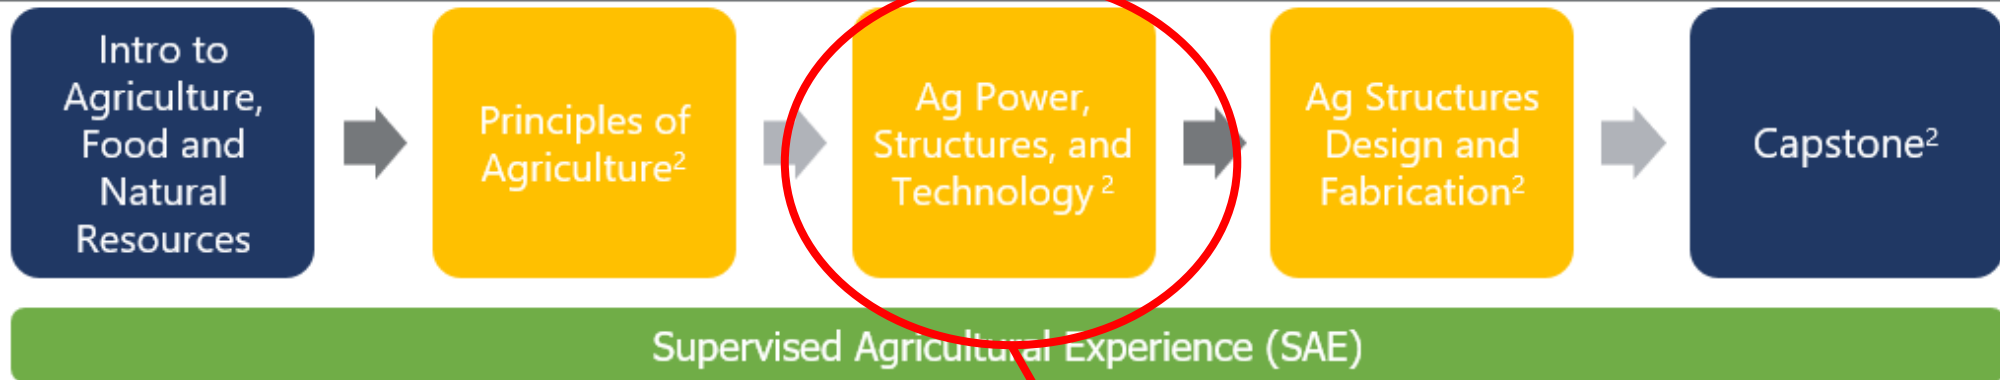 Intro to
Agriculture,
Food and
Natural
Resources
Principles of
Agriculture²
Ag Power,
Structures, and
Technology ²
Ag Structures
Design and
Fabrication²
Capstone²
Supervised Agricultural Experience (SAE)